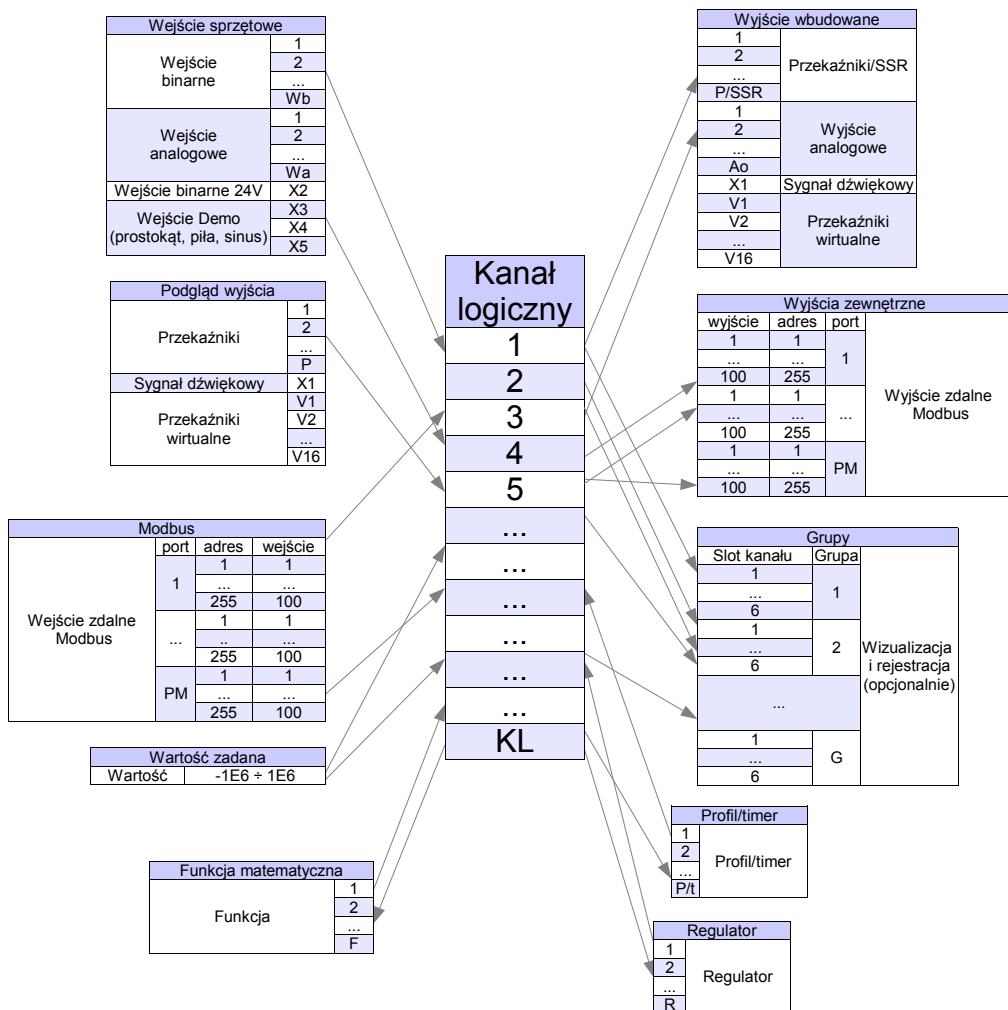 Wejście sprzętowe
Wejście
binarne
1
2
...
Wb
Wejście
analogowe
1
2
...
Wa
Wejście binarne 24V
X2
Wejście Demo
(prostokąt, piła, sinus)
X3
X4
X5
Podgląd wyjścia
Przekaźniki
1
2
...
P
Sygnał dźwiękowy
X1
Przekaźniki
wirtualne
V1
V2
...
V16
Modbus
port adres wejście
Wejście zdalne
Modbus
1
1 1
... ...
255 100
...
1 1
.. ...
255 100
PM
1 1
... ...
255 100
Wartość zadana
Wartość -1E6 ÷ 1E6
Funkcja matematyczna
Funkcja
1
2
...
F
Kanał
logiczny
1
2
3
4
5
...
...
...
...
...
...
KL
Wyjście wbudowane
1
2
...
P/SSR
Przekaźniki/SSR
1
2
...
Ao
Wyjście
analogowe
X1
Sygnał dźwiękowy
V1
V2
...
V16
Przekaźniki
wirtualne
Wyjścia zewnętrzne
wyjście adres port
1 1
... ...
100 255
1
1 1
... ...
100 255
...
1 1
... ...
100 255
PM
Wyjście zdalne
Modbus
Grupy
Slot kanału Grupa
1
...
6
1
1
...
6
2
...
1
...
6
G
Wizualizacja
i rejestracja
(opcjonalnie)
Profil/timer
1
2
...
P/t
Profil/timer
Regulator
1
2
...
R
Regulator